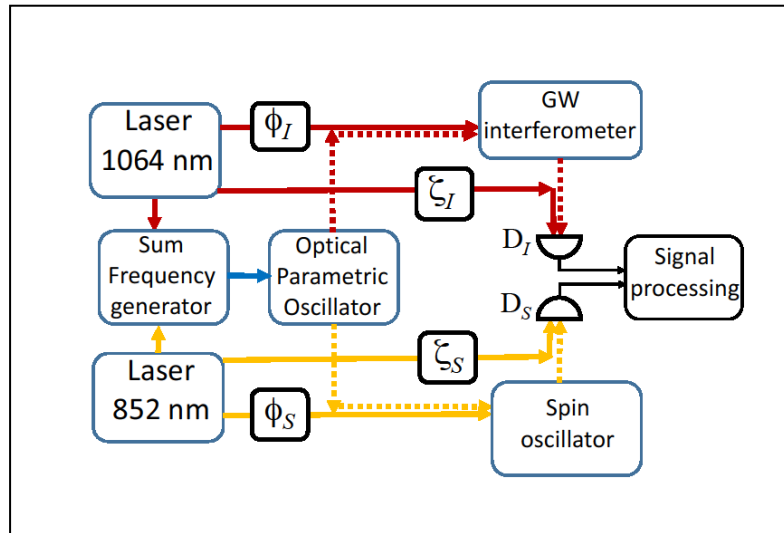 Laser
1064 nm
ϕI
GW
interferometer
ζI
Sum
Frequency
generator
Optical
Parametric
Oscillator
DI
DS
Signal
processing
Laser
852 nm
ζS
ϕS
Spin
oscillator